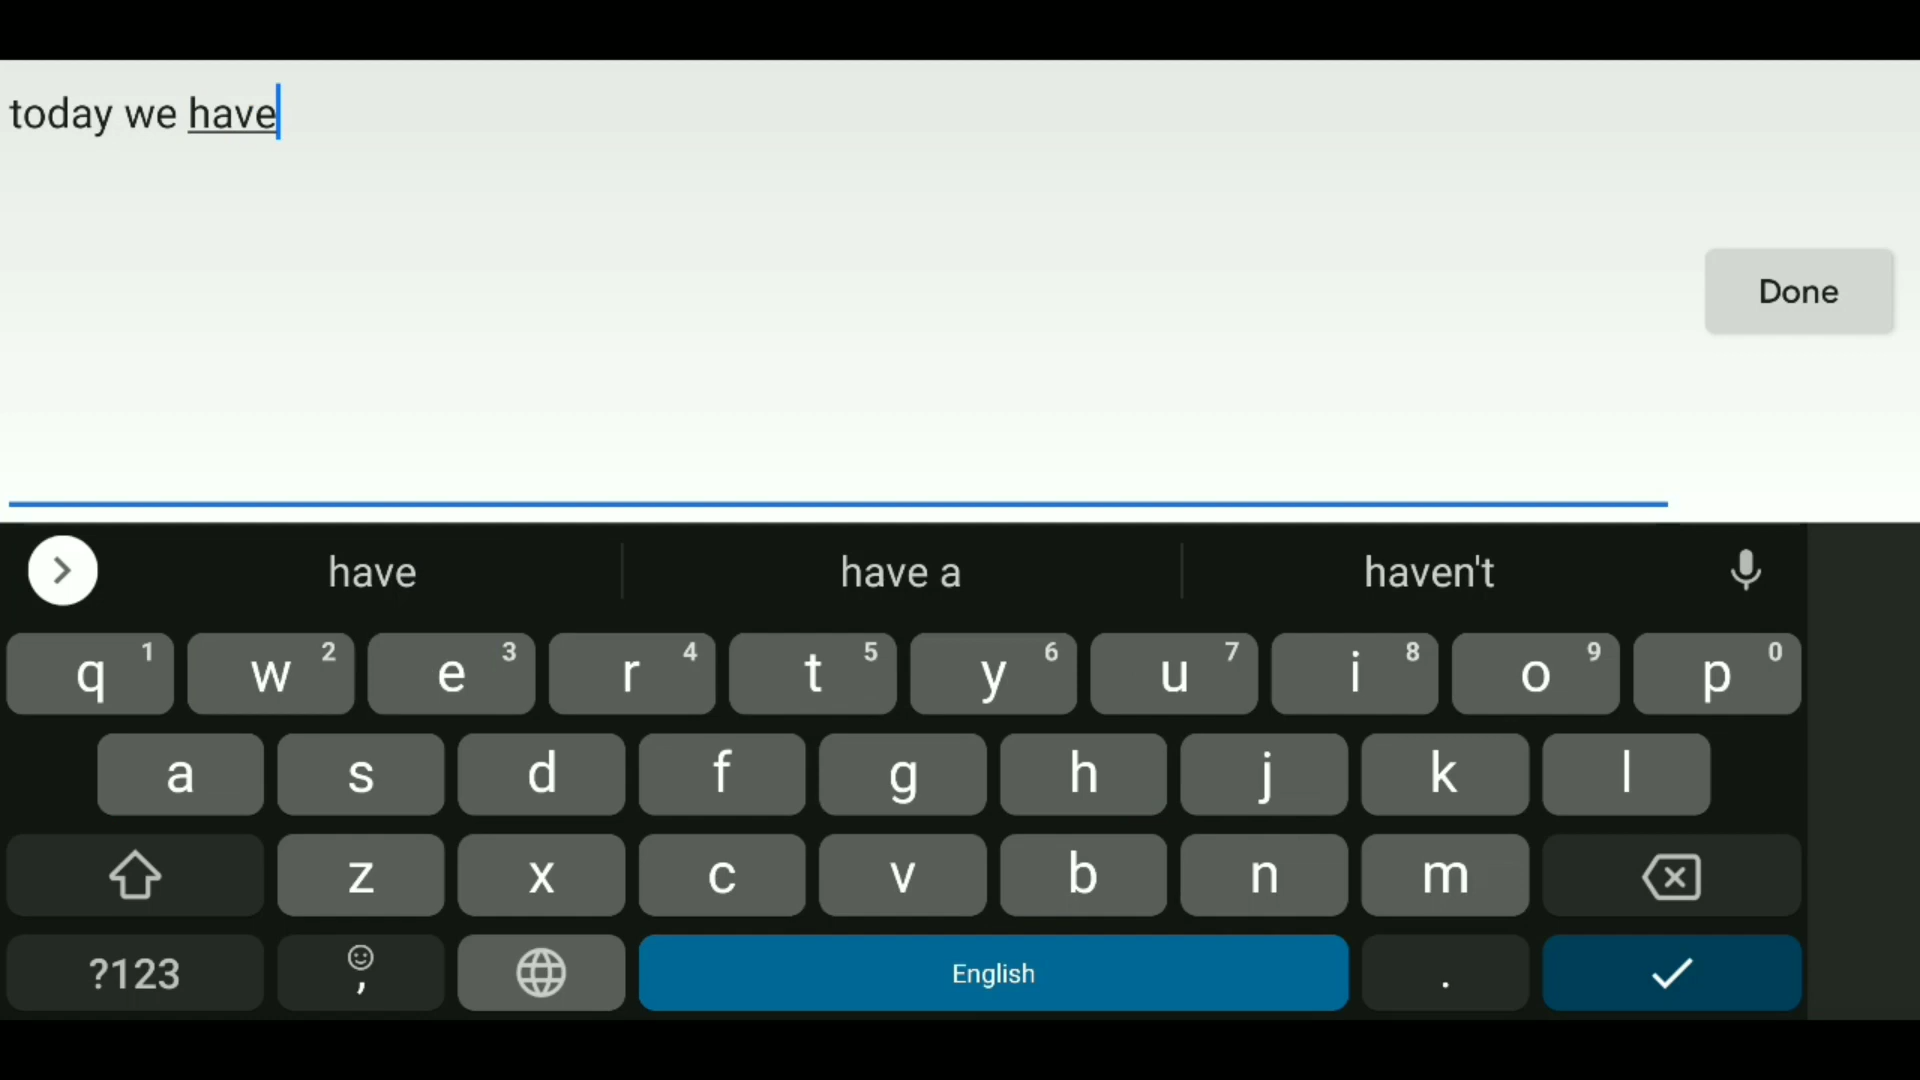 today we have
Done
have have a haven't
q 1 w 2 e 3 r 4 t 5 y 6 u 7 i 8 o 9 p 0
a s d f g h j k l
z x c v b n m
?123 , English .